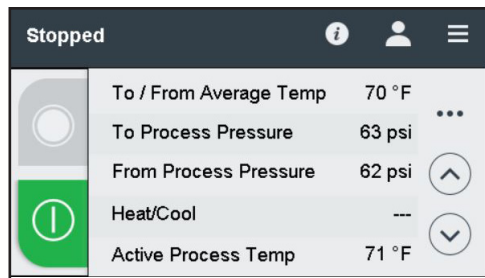 Stopped
To / From Average Temp 70 °F
To Process Pressure 63 psi
From Process Pressure 62 psi
Heat/Cool ---
Active Process Temp 71 °F